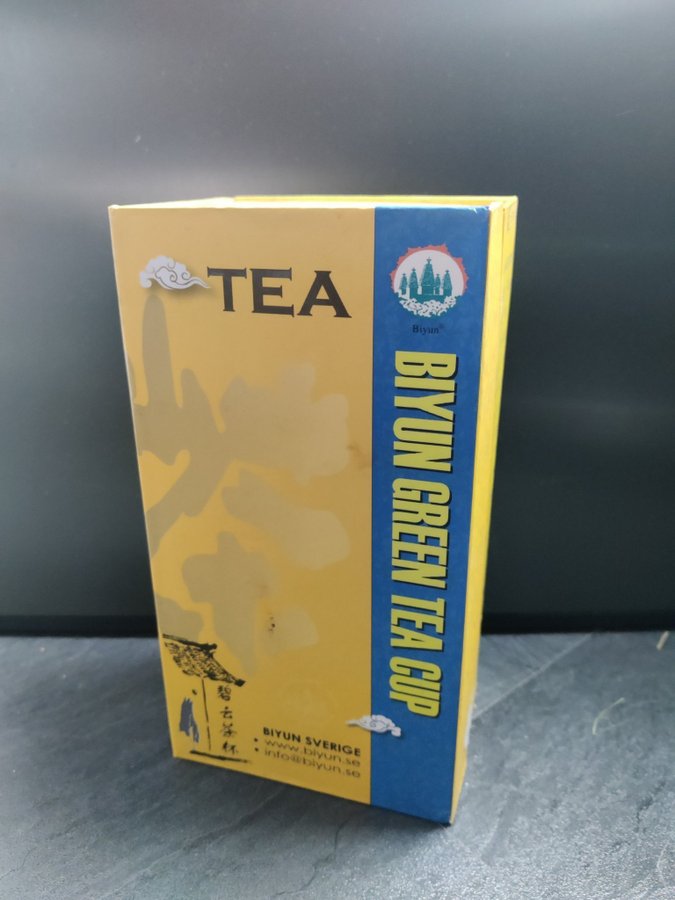 TEA
Biyun®
BIYUN GREEN TEA CUP
碧云茶杯
BIYUN SVERIGE
• www.biyun.se
• info@biyun.se